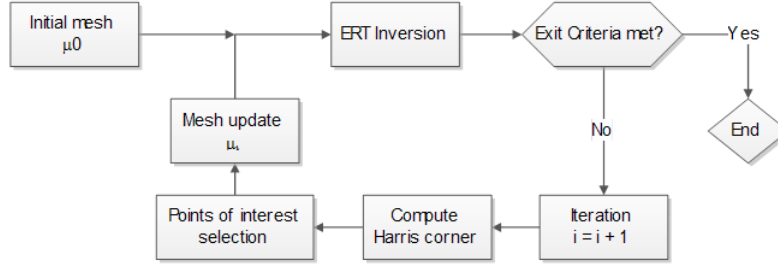 Initial mesh
μ0
ERT Inversion
Exit Criteria met?
Yes
End
No
Mesh update
Points of interest
selection
Compute
Harris corner
Iteration
i = i + 1